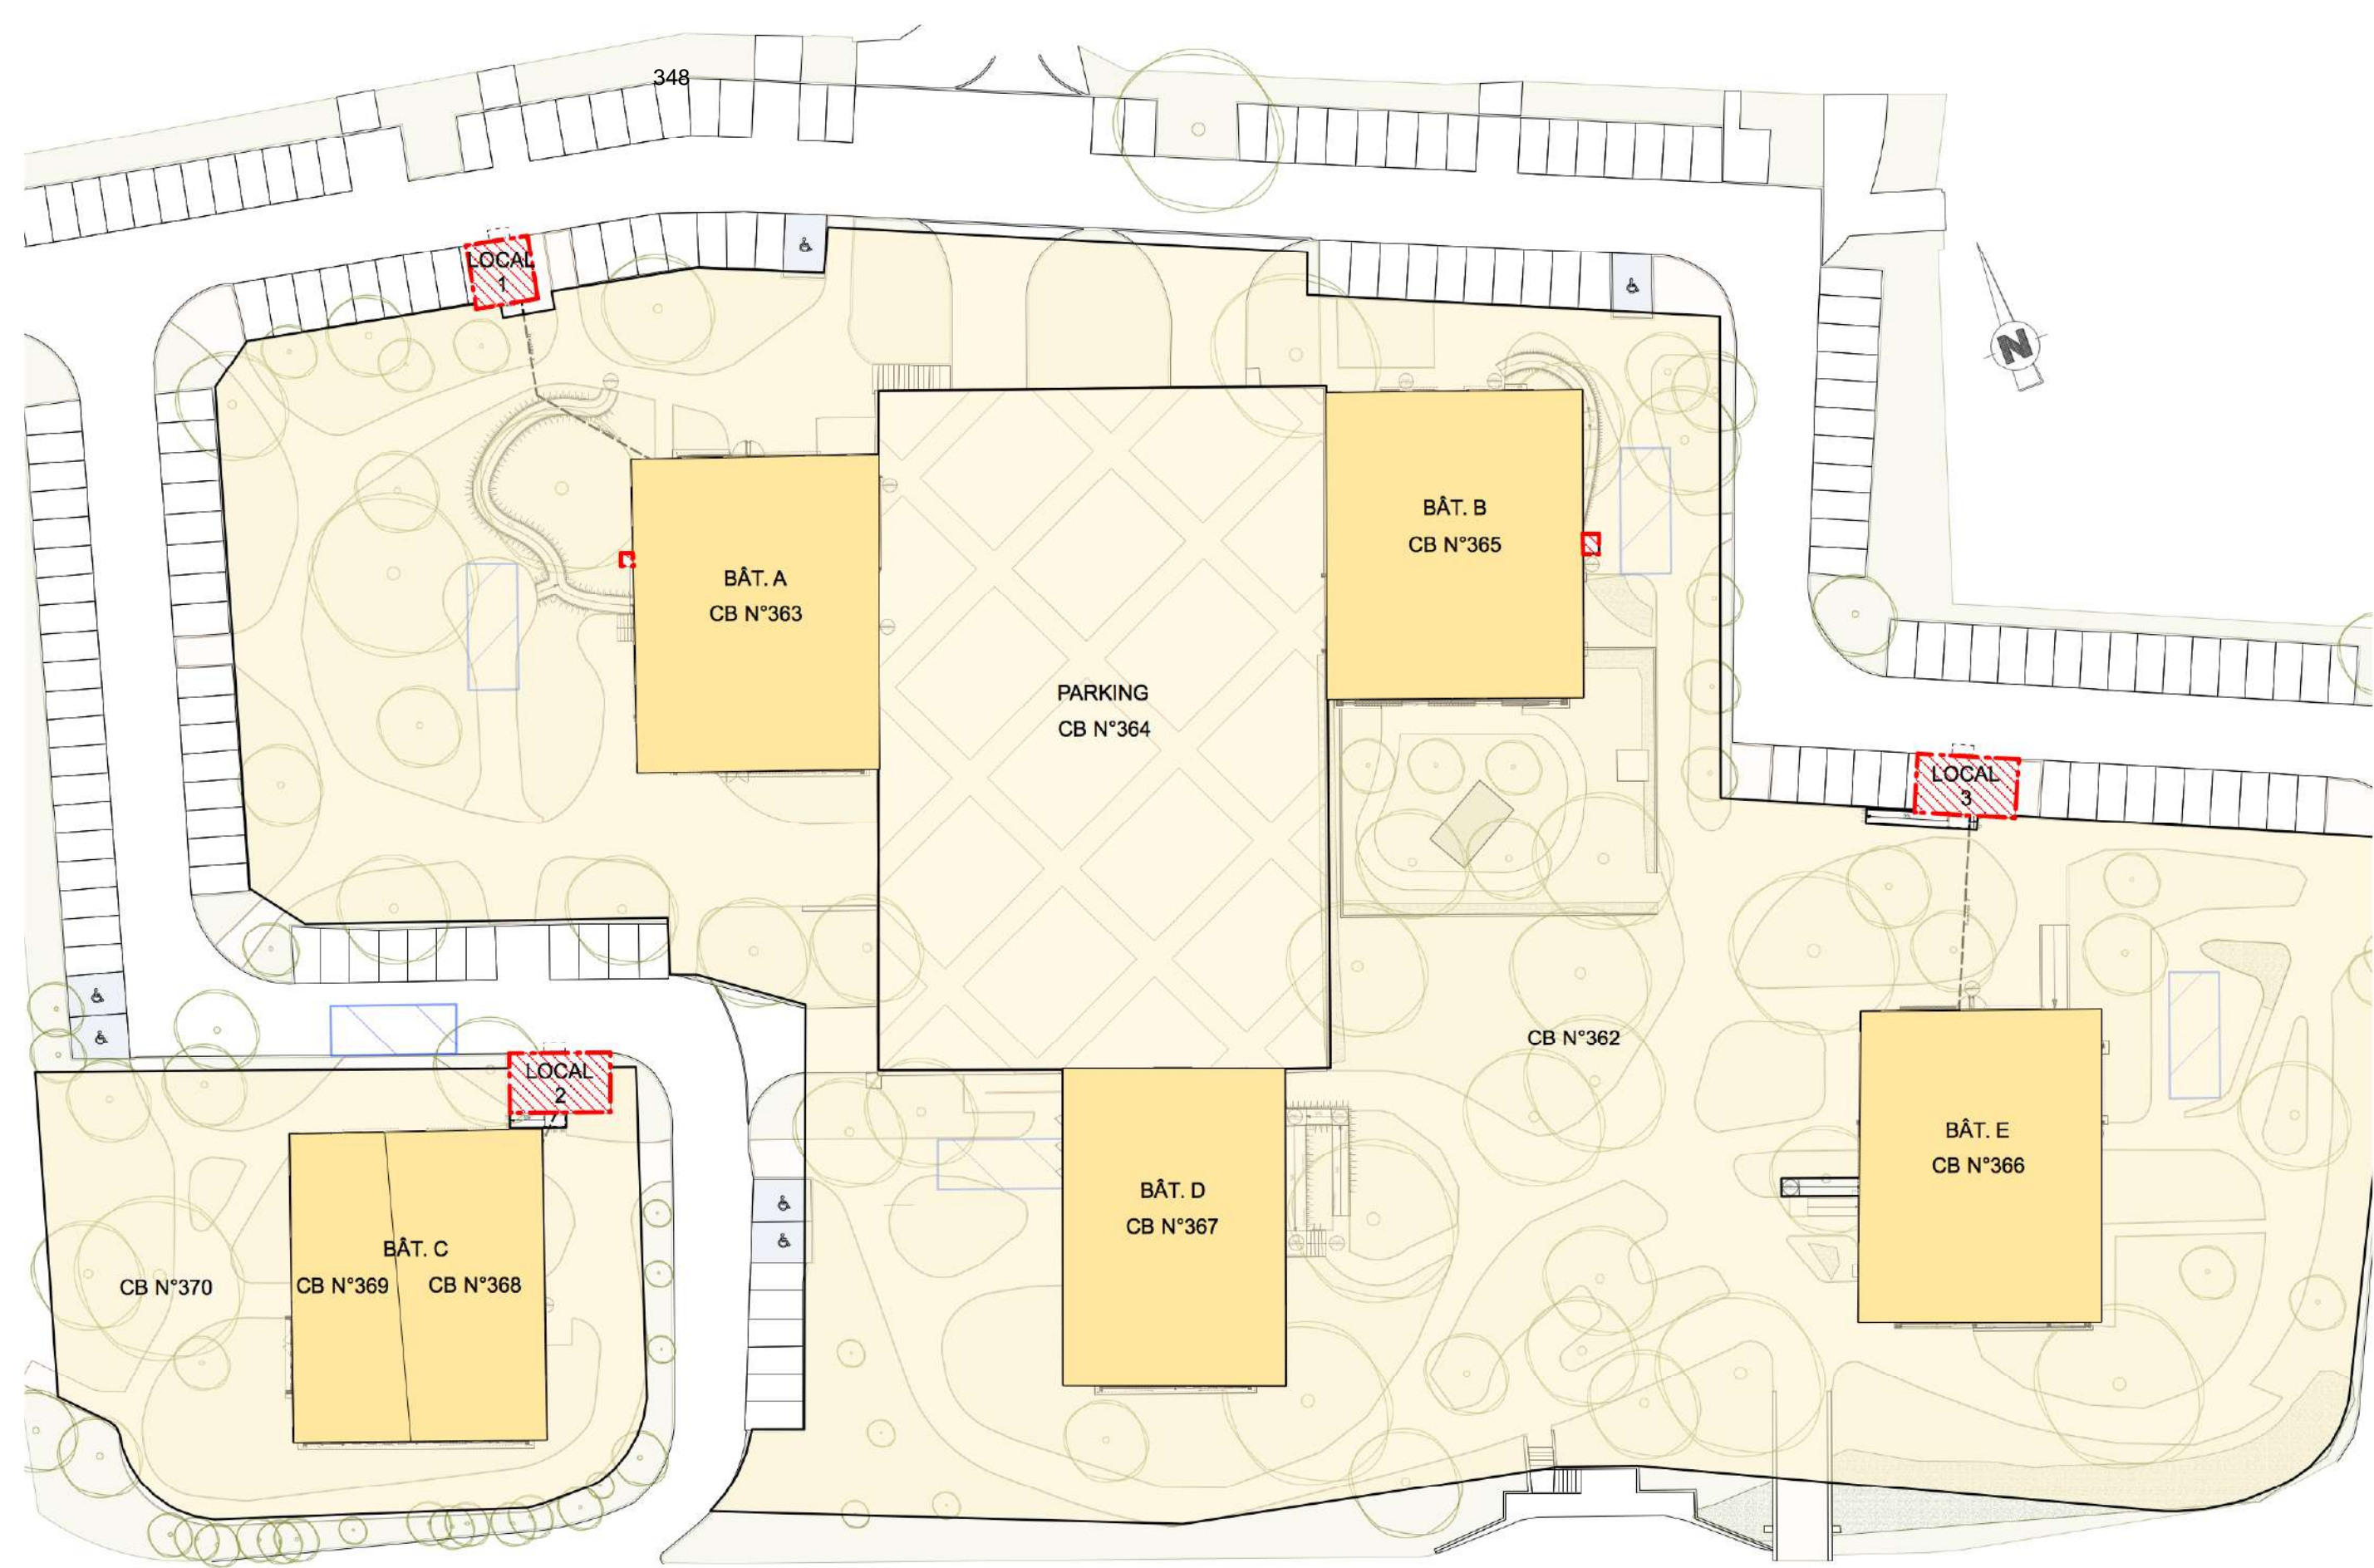 348
LOCAL
1
N
BÂT. B
CB N°365
BÂT. A
CB N°363
PARKING
CB N°364
LOCAL
3
CB N°362
LOCAL
2
BÂT. E
CB N°366
BÂT. D
CB N°367
BÂT. C
CB N°370
CB N°369
CB N°368